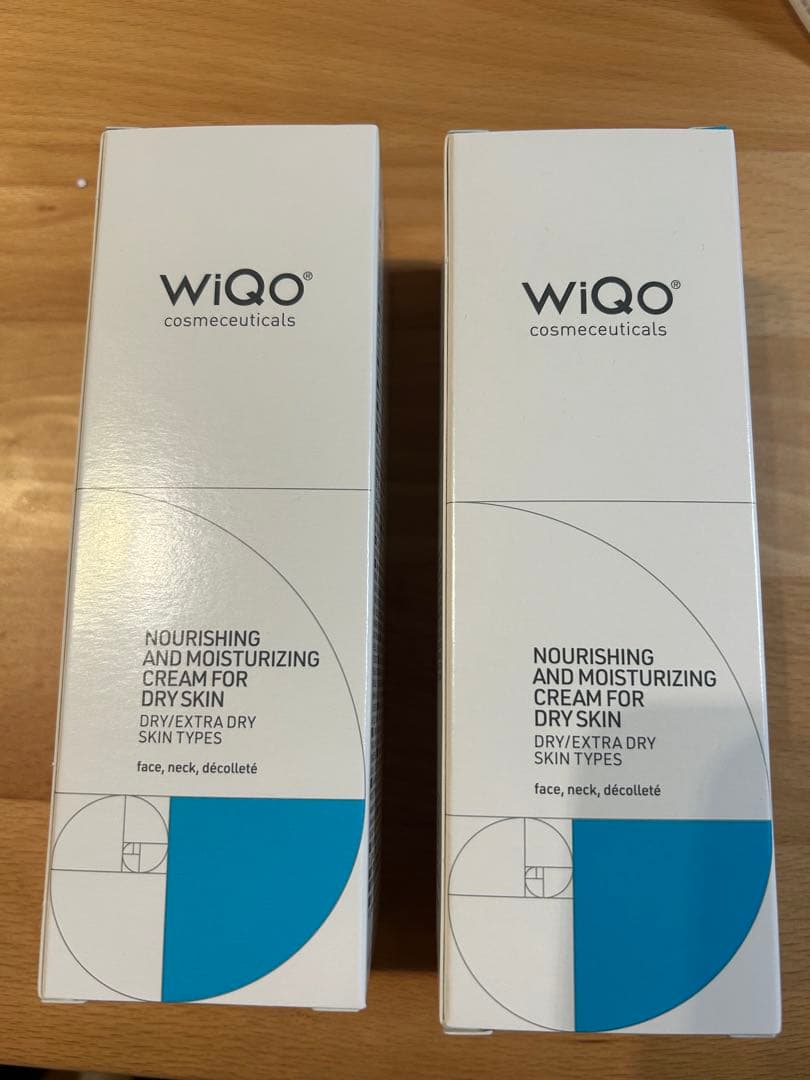 WiQo®
cosmeceuticals
NOURISHING
AND MOISTURIZING
CREAM FOR
DRY SKIN
DRY/EXTRA DRY
SKIN TYPES
face, neck, décolleté
WiQo®
cosmeceuticals
NOURISHING
AND MOISTURIZING
CREAM FOR
DRY SKIN
DRY/EXTRA DRY
SKIN TYPES
face, neck, décolleté